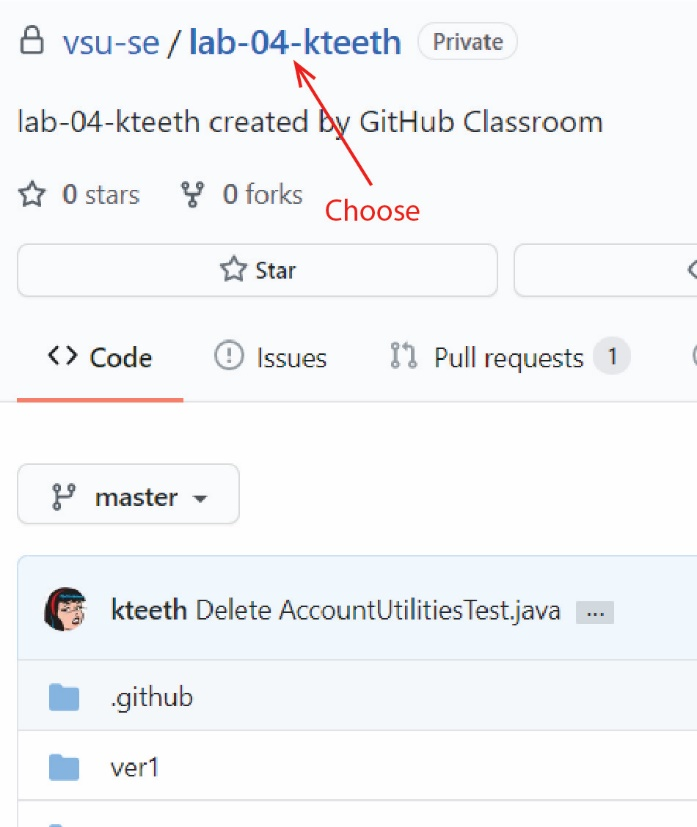 vsu-se / lab-04-kteeth Private
lab-04-kteeth created by GitHub Classroom
0 stars 0 forks
Choose
Star
Code Issues Pull requests 1
master
kteeth Delete AccountUtilitiesTest.java ...
.github
ver1